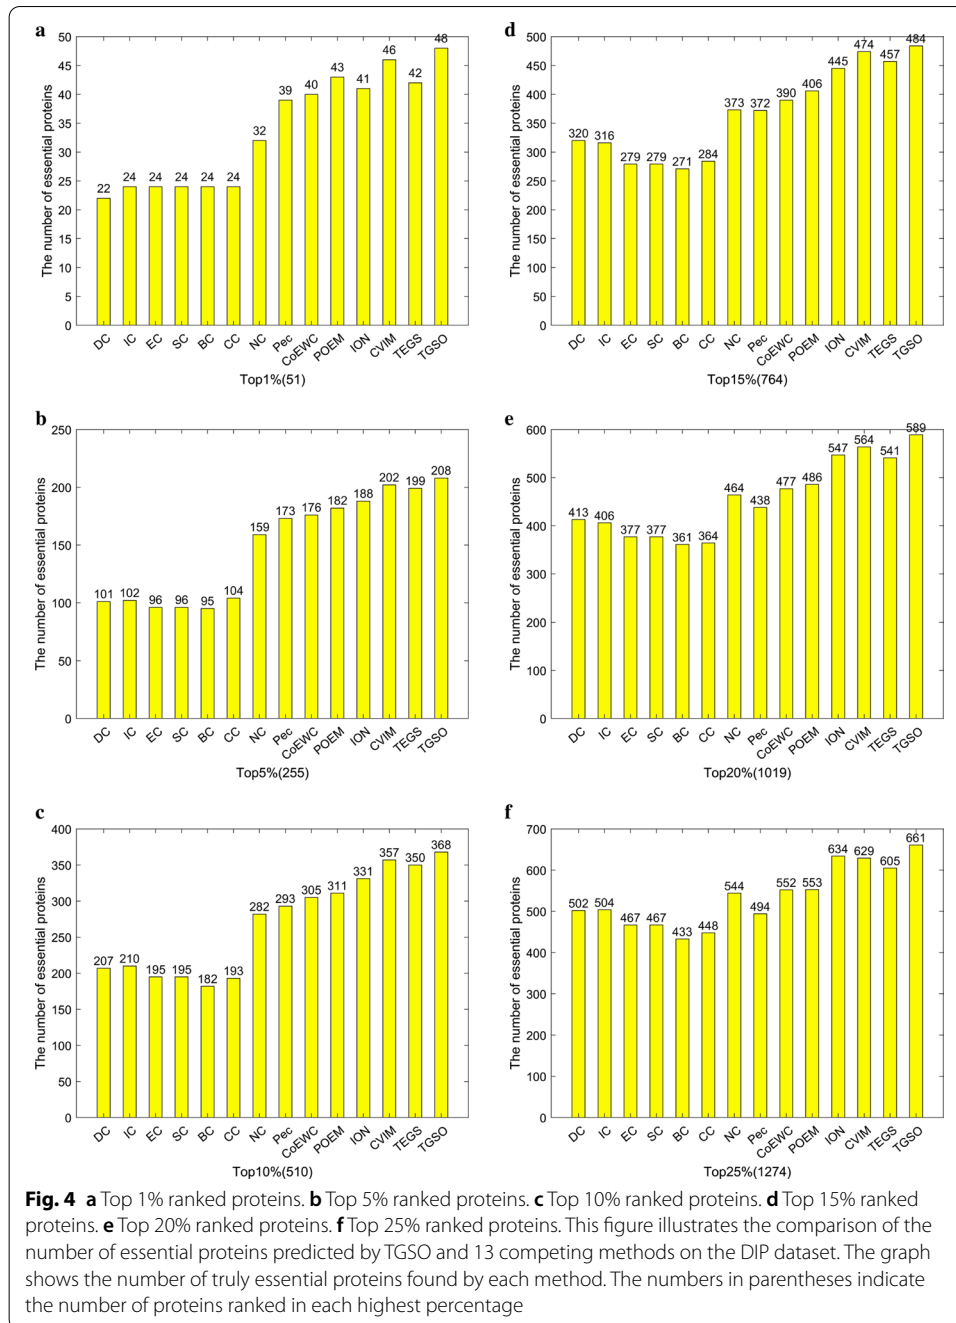 a
50
45
40
35
30
25
20
15
10
5
0
The number of essential proteins
22 24 24 24 24 24 32 39 40 43 41 46 42 48
DC IC EC SC BC CC NC Pec CoEWC POEM ION CVIM TEGS TGSO
Top1%(51)
d
500
450
400
350
300
250
200
150
100
50
0
The number of essential proteins
320 316 279 279 271 284 373 372 390 406 445 474 457 484
DC IC EC SC BC CC NC Pec CoEWC POEM ION CVIM TEGS TGSO
Top15%(764)
b
250
200
150
100
50
0
The number of essential proteins
101 102 96 96 95 104 159 173 176 182 188 202 199 208
DC IC EC SC BC CC NC Pec CoEWC POEM ION CVIM TEGS TGSO
Top5%(255)
e
600
500
400
300
200
100
0
The number of essential proteins
413 406 377 377 361 364 464 438 477 486 547 564 541 589
DC IC EC SC BC CC NC Pec CoEWC POEM ION CVIM TEGS TGSO
Top20%(1019)
c
400
350
300
250
200
150
100
50
0
The number of essential proteins
207 210 195 195 182 193 282 293 305 311 331 357 350 368
DC IC EC SC BC CC NC Pec CoEWC POEM ION CVIM TEGS TGSO
Top10%(510)
f
700
600
500
400
300
200
100
0
The number of essential proteins
502 504 467 467 433 448 544 494 552 553 634 629 605 661
DC IC EC SC BC CC NC Pec CoEWC POEM ION CVIM TEGS TGSO
Top25%(1274)
Fig. 4 a Top 1% ranked proteins. b Top 5% ranked proteins. c Top 10% ranked proteins. d Top 15% ranked
proteins. e Top 20% ranked proteins. f Top 25% ranked proteins. This figure illustrates the comparison of the
number of essential proteins predicted by TGSO and 13 competing methods on the DIP dataset. The graph
shows the number of truly essential proteins found by each method. The numbers in parentheses indicate
the number of proteins ranked in each highest percentage